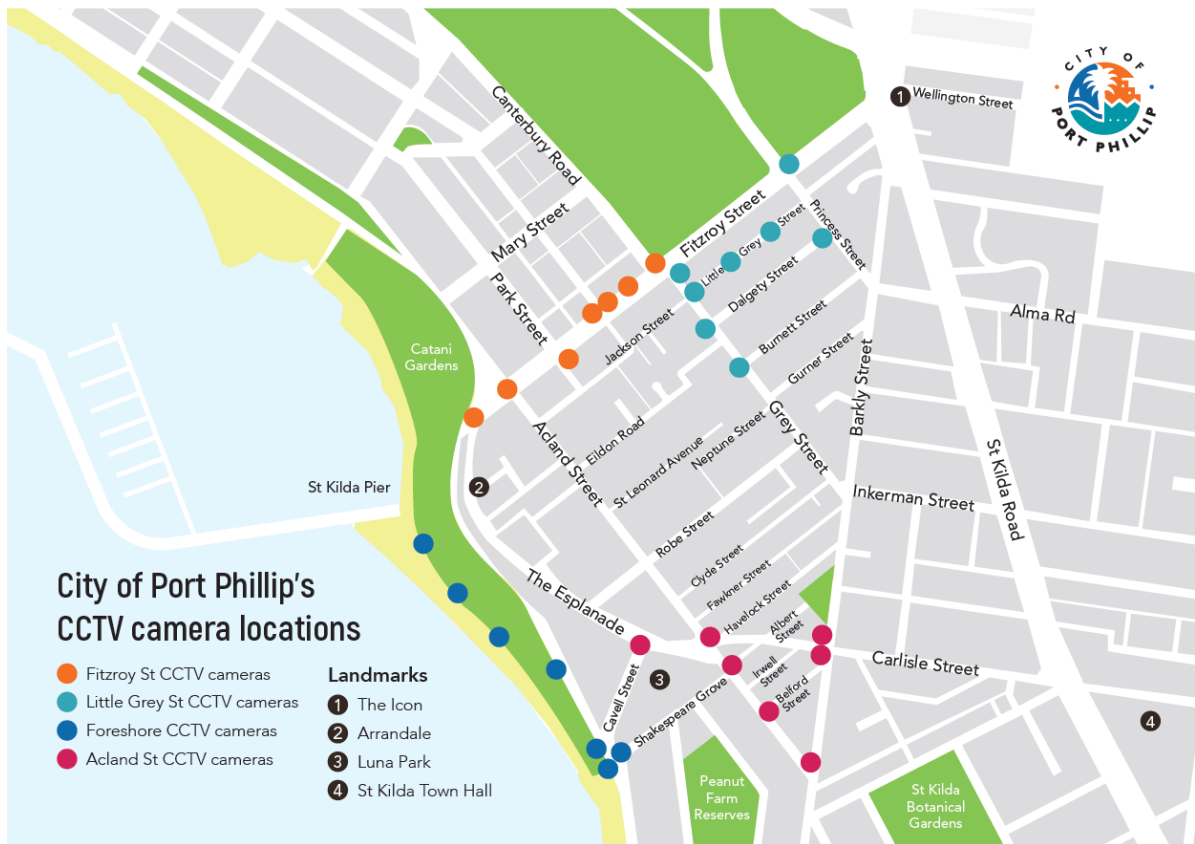 CITY OF
PORT PHILLIP
1 Wellington Street
Canterbury Road
Mary Street
Fitzroy Street
Princess Street
Little Grey Street
Park Street
Dalgety Street
Jackson Street
Burnett Street
Alma Rd
Catani
Gardens
Gurner Street
Barkly Street
Grey Street
Acland Street
Eildon Road
Neptune Street
St Leonard Avenue
St Kilda Road
2
St Kilda Pier
Inkerman Street
Robe Street
Clyde Street
Fawkner Street
Havelock Street
The Esplanade
Albert
Street
Carlisle Street
Irwell
Street
Belford
Street
3
Cavell Street
Shakespeare Grove
4
Peanut
Farm
Reserves
St Kilda
Botanical
Gardens
City of Port Phillip's
CCTV camera locations
Fitzroy St CCTV cameras
Little Grey St CCTV cameras
Foreshore CCTV cameras
Acland St CCTV cameras
Landmarks
1 The Icon
2 Arrandale
3 Luna Park
4 St Kilda Town Hall